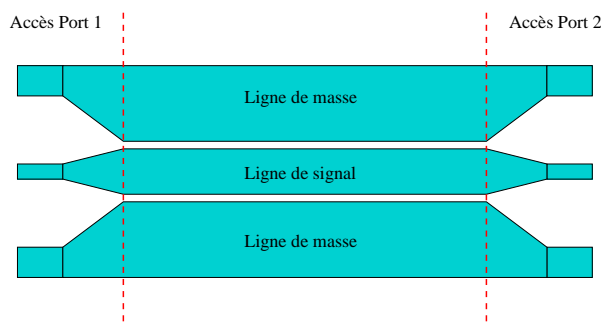 Accès Port 1
Accès Port 2
Ligne de masse
Ligne de signal
Ligne de masse